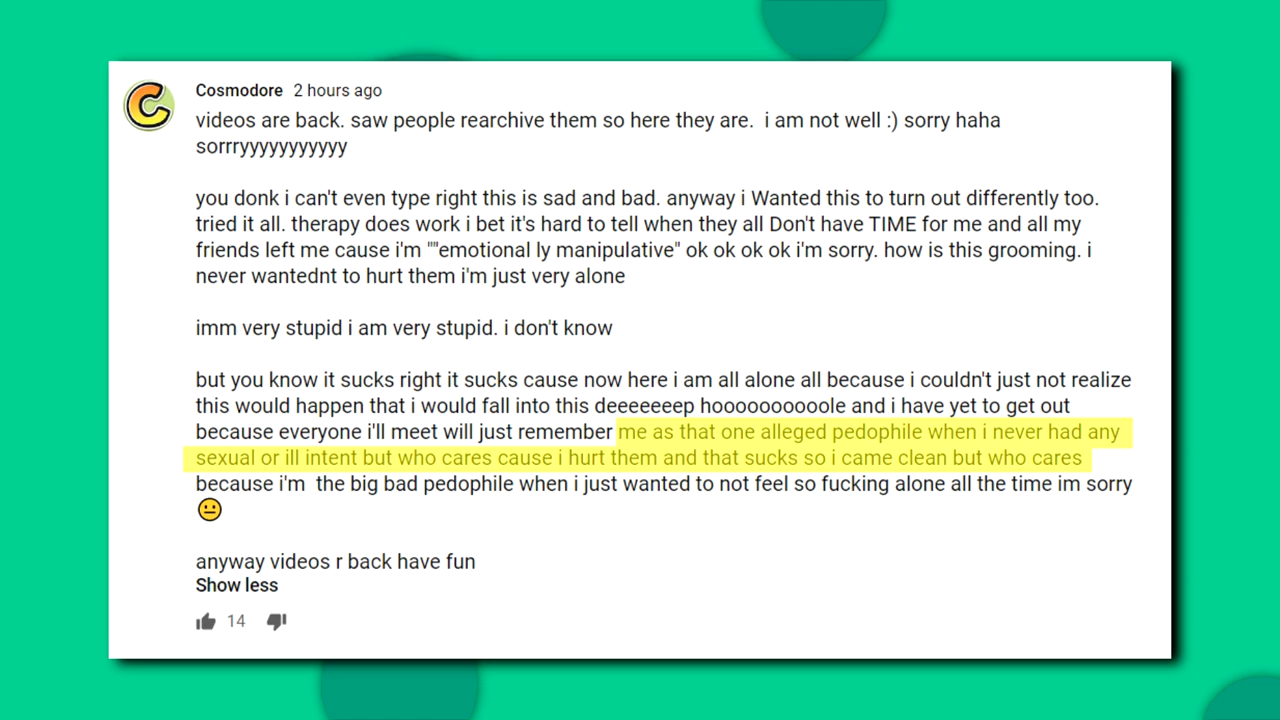 C
Cosmodore 2 hours ago
videos are back. saw people rearchive them so here they are.  i am not well :) sorry haha
sorrryyyyyyyyyyy
you donk i can't even type right this is sad and bad. anyway i Wanted this to turn out differently too.
tried it all. therapy does work i bet it's hard to tell when they all Don't have TIME for me and all my
friends left me cause i'm ""emotional ly manipulative" ok ok ok ok i'm sorry. how is this grooming. i
never wantednt to hurt them i'm just very alone
imm very stupid i am very stupid. i don't know
but you know it sucks right it sucks cause now here i am all alone all because i couldn't just not realize
this would happen that i would fall into this deeeeeeep hoooooooooole and i have yet to get out
because everyone i'll meet will just remember me as that one alleged pedophile when i never had any
sexual or ill intent but who cares cause i hurt them and that sucks so i came clean but who cares
because i'm  the big bad pedophile when i just wanted to not feel so fucking alone all the time im sorry
😐
anyway videos r back have fun
Show less
14